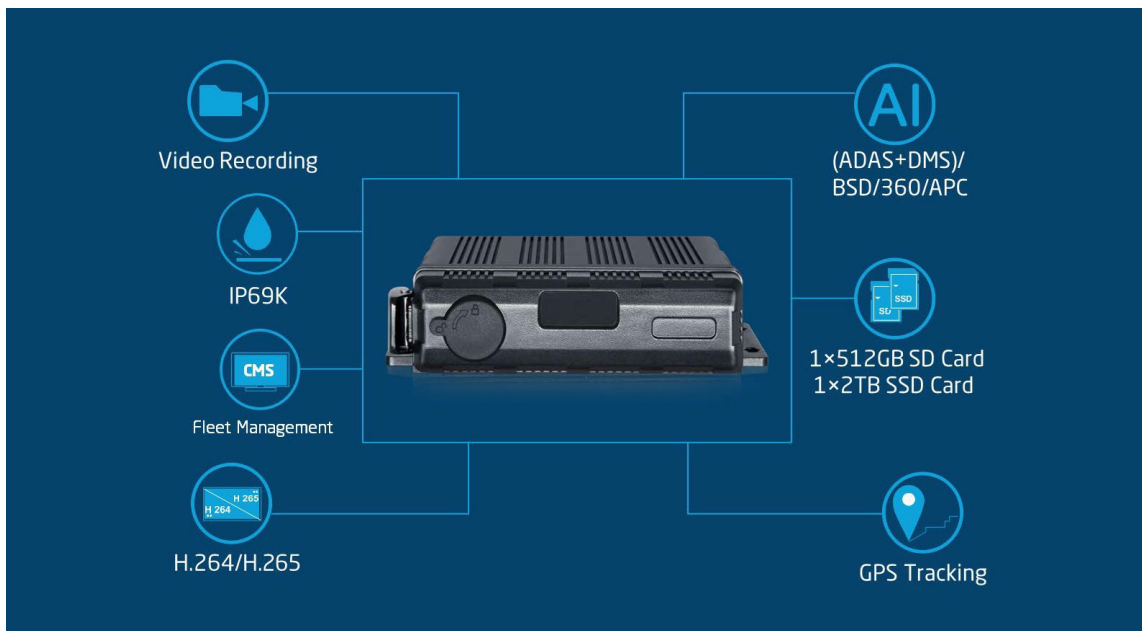 Video Recording
IP69K
CMS
Fleet Management
H 265
H 264
H.264/H.265
AI
(ADAS+DMS)/
BSD/360/APC
SSD
SD
1×512GB SD Card
1×2TB SSD Card
GPS Tracking